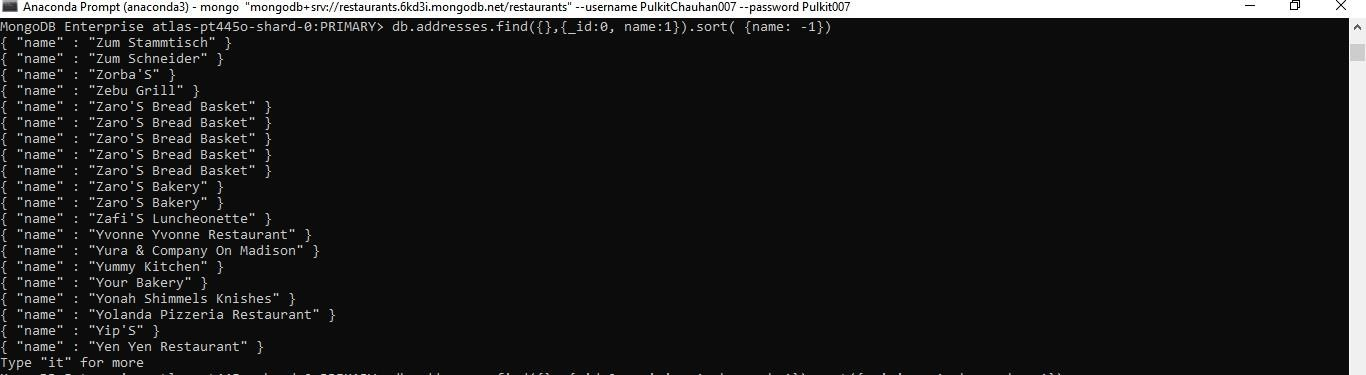 Anaconda Prompt (anaconda3) - mongo "mongodb+srv://restaurants.6kd3i.mongodb.net/restaurants" --username PulkitChauhan007 --password Pulkit007
MongoDB Enterprise atlas-pt445o-shard-0:PRIMARY> db.addresses.find({},{_id:0, name:1}).sort( {name: -1})
{ "name" : "Zum Stammtisch" }
{ "name" : "Zum Schneider" }
{ "name" : "Zorba'S" }
{ "name" : "Zebu Grill" }
{ "name" : "Zaro'S Bread Basket" }
{ "name" : "Zaro'S Bread Basket" }
{ "name" : "Zaro'S Bread Basket" }
{ "name" : "Zaro'S Bread Basket" }
{ "name" : "Zaro'S Bread Basket" }
{ "name" : "Zaro'S Bakery" }
{ "name" : "Zaro'S Bakery" }
{ "name" : "Zafi'S Luncheonette" }
{ "name" : "Yvonne Yvonne Restaurant" }
{ "name" : "Yura & Company On Madison" }
{ "name" : "Yummy Kitchen" }
{ "name" : "Your Bakery" }
{ "name" : "Yonah Shimmels Knishes" }
{ "name" : "Yolanda Pizzeria Restaurant" }
{ "name" : "Yip'S" }
{ "name" : "Yen Yen Restaurant" }
Type "it" for more